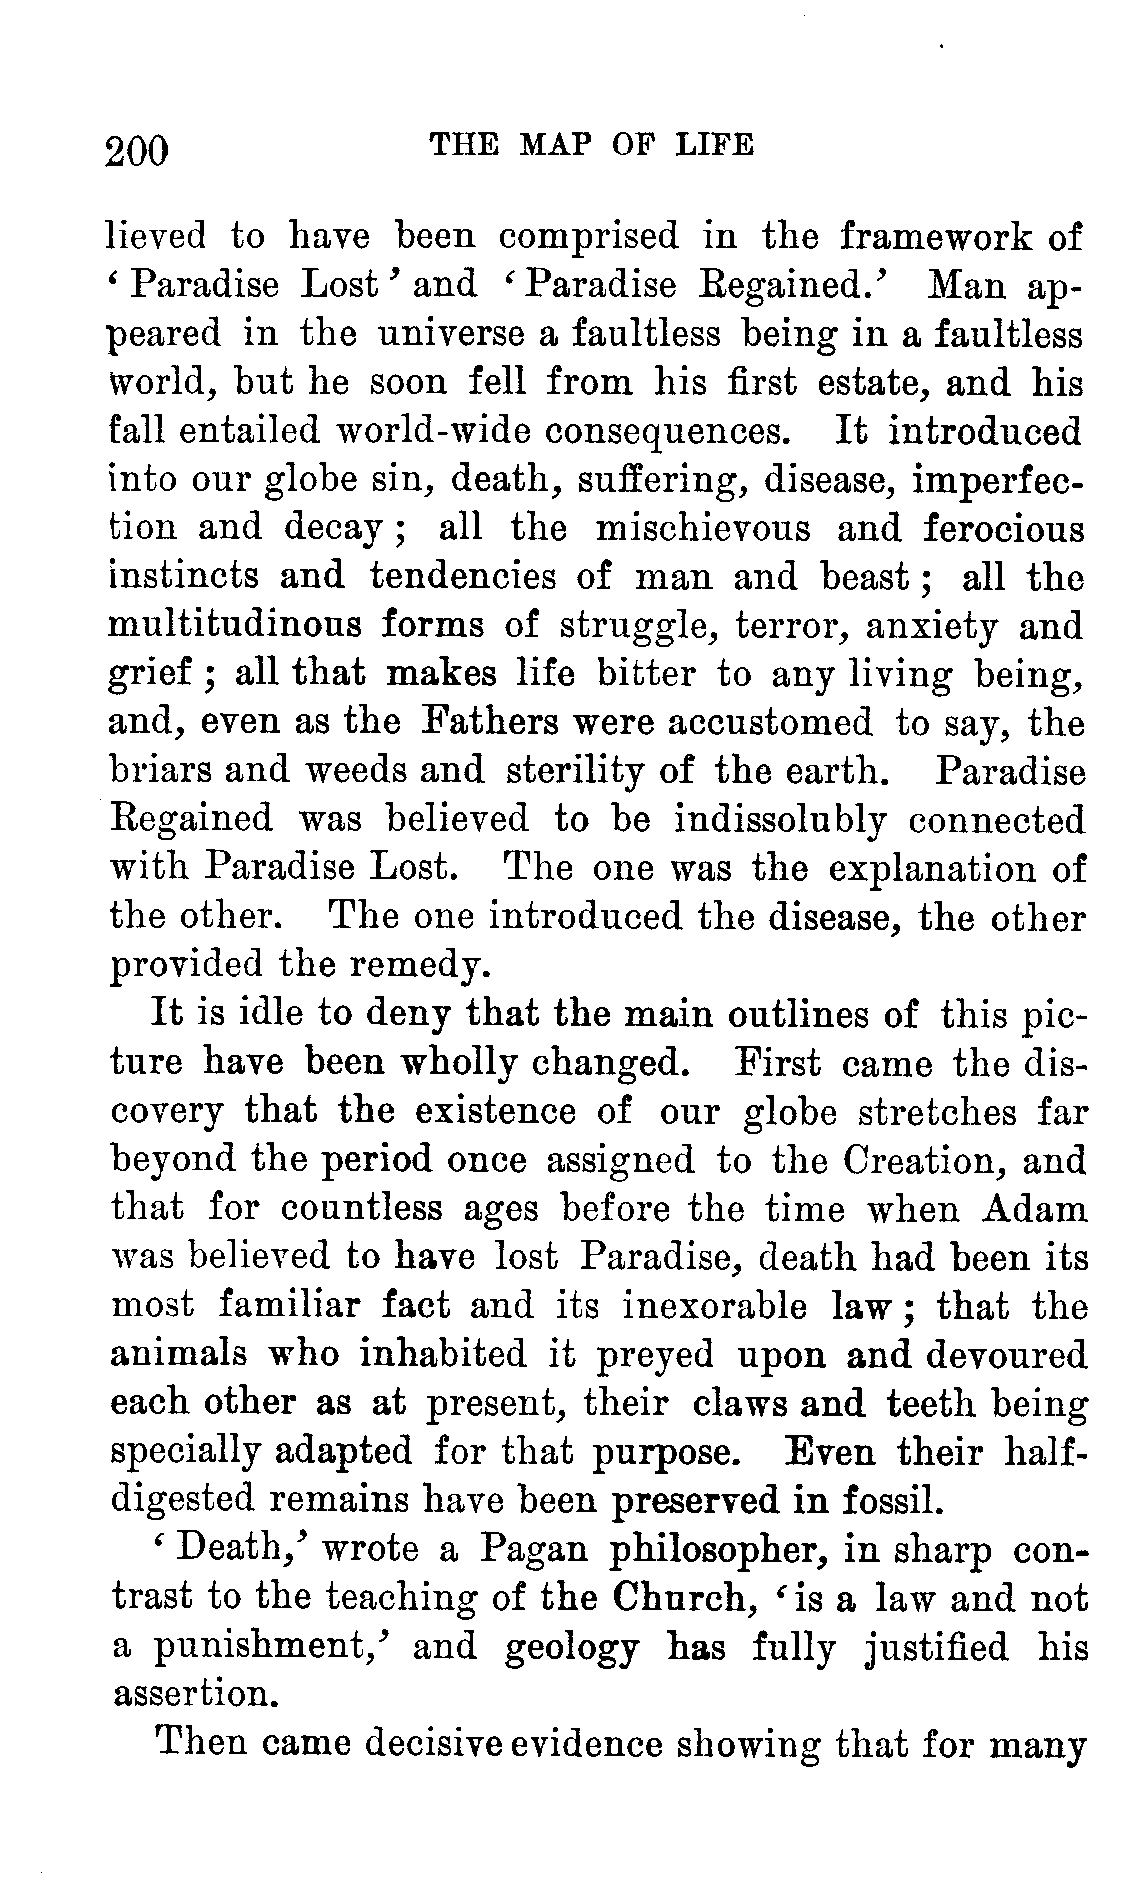 200 THE MAP OF LIFE
lieved to have been comprised in the framework of
‘ Paradise Lost ’ and ‘ Paradise Regained.’ Man ap-
peared in the universe a faultless being in a faultless
world, but he soon fell from his first estate, and his
fall entailed world-wide consequences. It introduced
into our globe sin, death, suffering, disease, imperfec-
tion and decay ; all the mischievous and ferocious
instincts and tendencies of man and beast ; all the
multitudinous forms of struggle, terror, anxiety and
grief ; all that makes life bitter to any living being,
and, even as the Fathers were accustomed to say, the
briars and weeds and sterility of the earth. Paradise
Regained was believed to be indissolubly connected
with Paradise Lost. The one was the explanation of
the other. The one introduced the disease, the other
provided the remedy.
It is idle to deny that the main outlines of this pic-
ture have been wholly changed. First came the dis-
covery that the existence of our globe stretches far
beyond the period once assigned to the Creation, and
that for countless ages before the time when Adam
was believed to have lost Paradise, death had been its
most familiar fact and its inexorable law ; that the
animals who inhabited it preyed upon and devoured
each other as at present, their claws and teeth being
specially adapted for that purpose. Even their half-
digested remains have been preserved in fossil.
‘ Death,’ wrote a Pagan philosopher, in sharp con-
trast to the teaching of the Church, ‘ is a law and not
a punishment,’ and geology has fully justified his
assertion.
Then came decisive evidence showing that for many